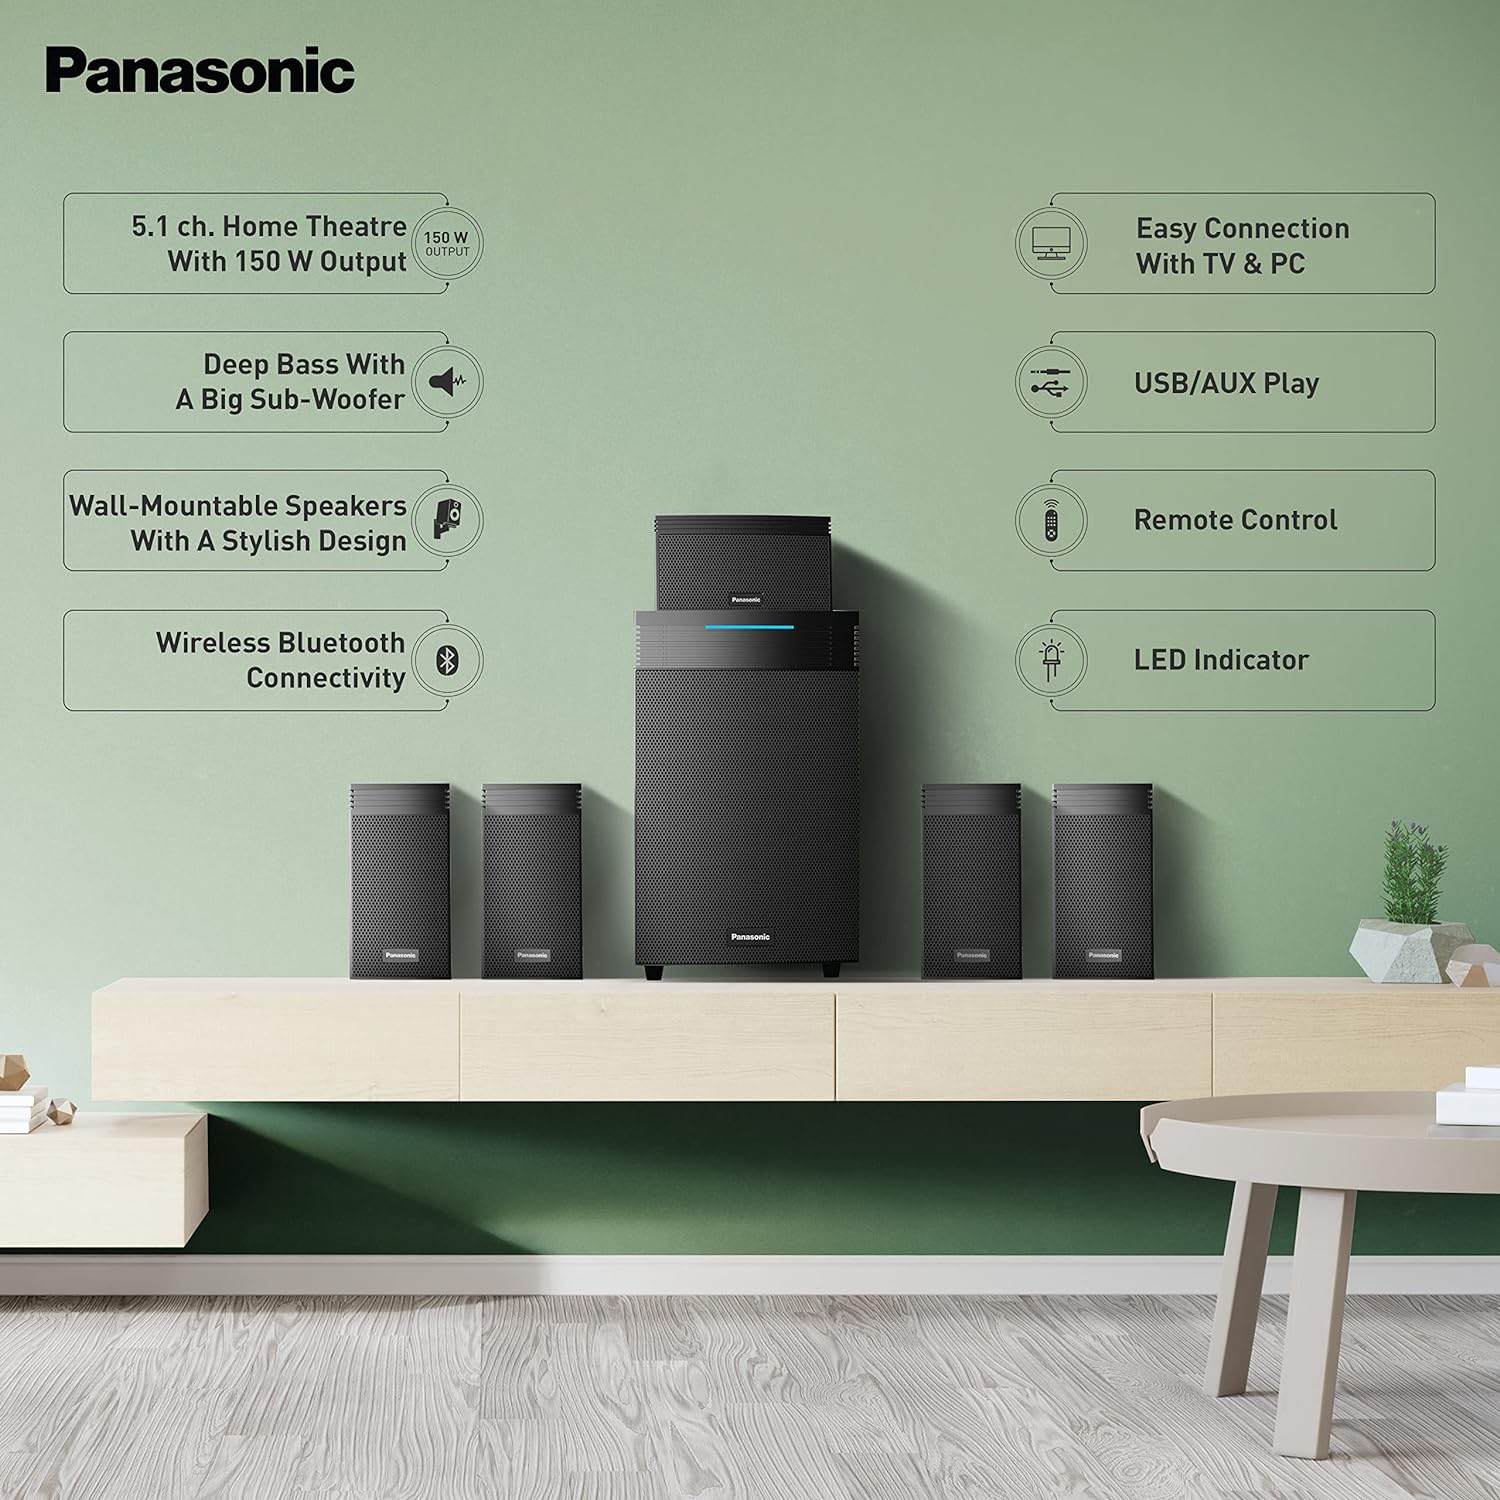 Panasonic
5.1 ch. Home Theatre
With 150 W Output
150 W
OUTPUT
Deep Bass With
A Big Sub-Woofer
Wall-Mountable Speakers
With A Stylish Design
Wireless Bluetooth
Connectivity
Easy Connection
With TV & PC
USB/AUX Play
Remote Control
LED Indicator
Panasonic
Panasonic
Panasonic
Panasonic
Panasonic
Panasonic